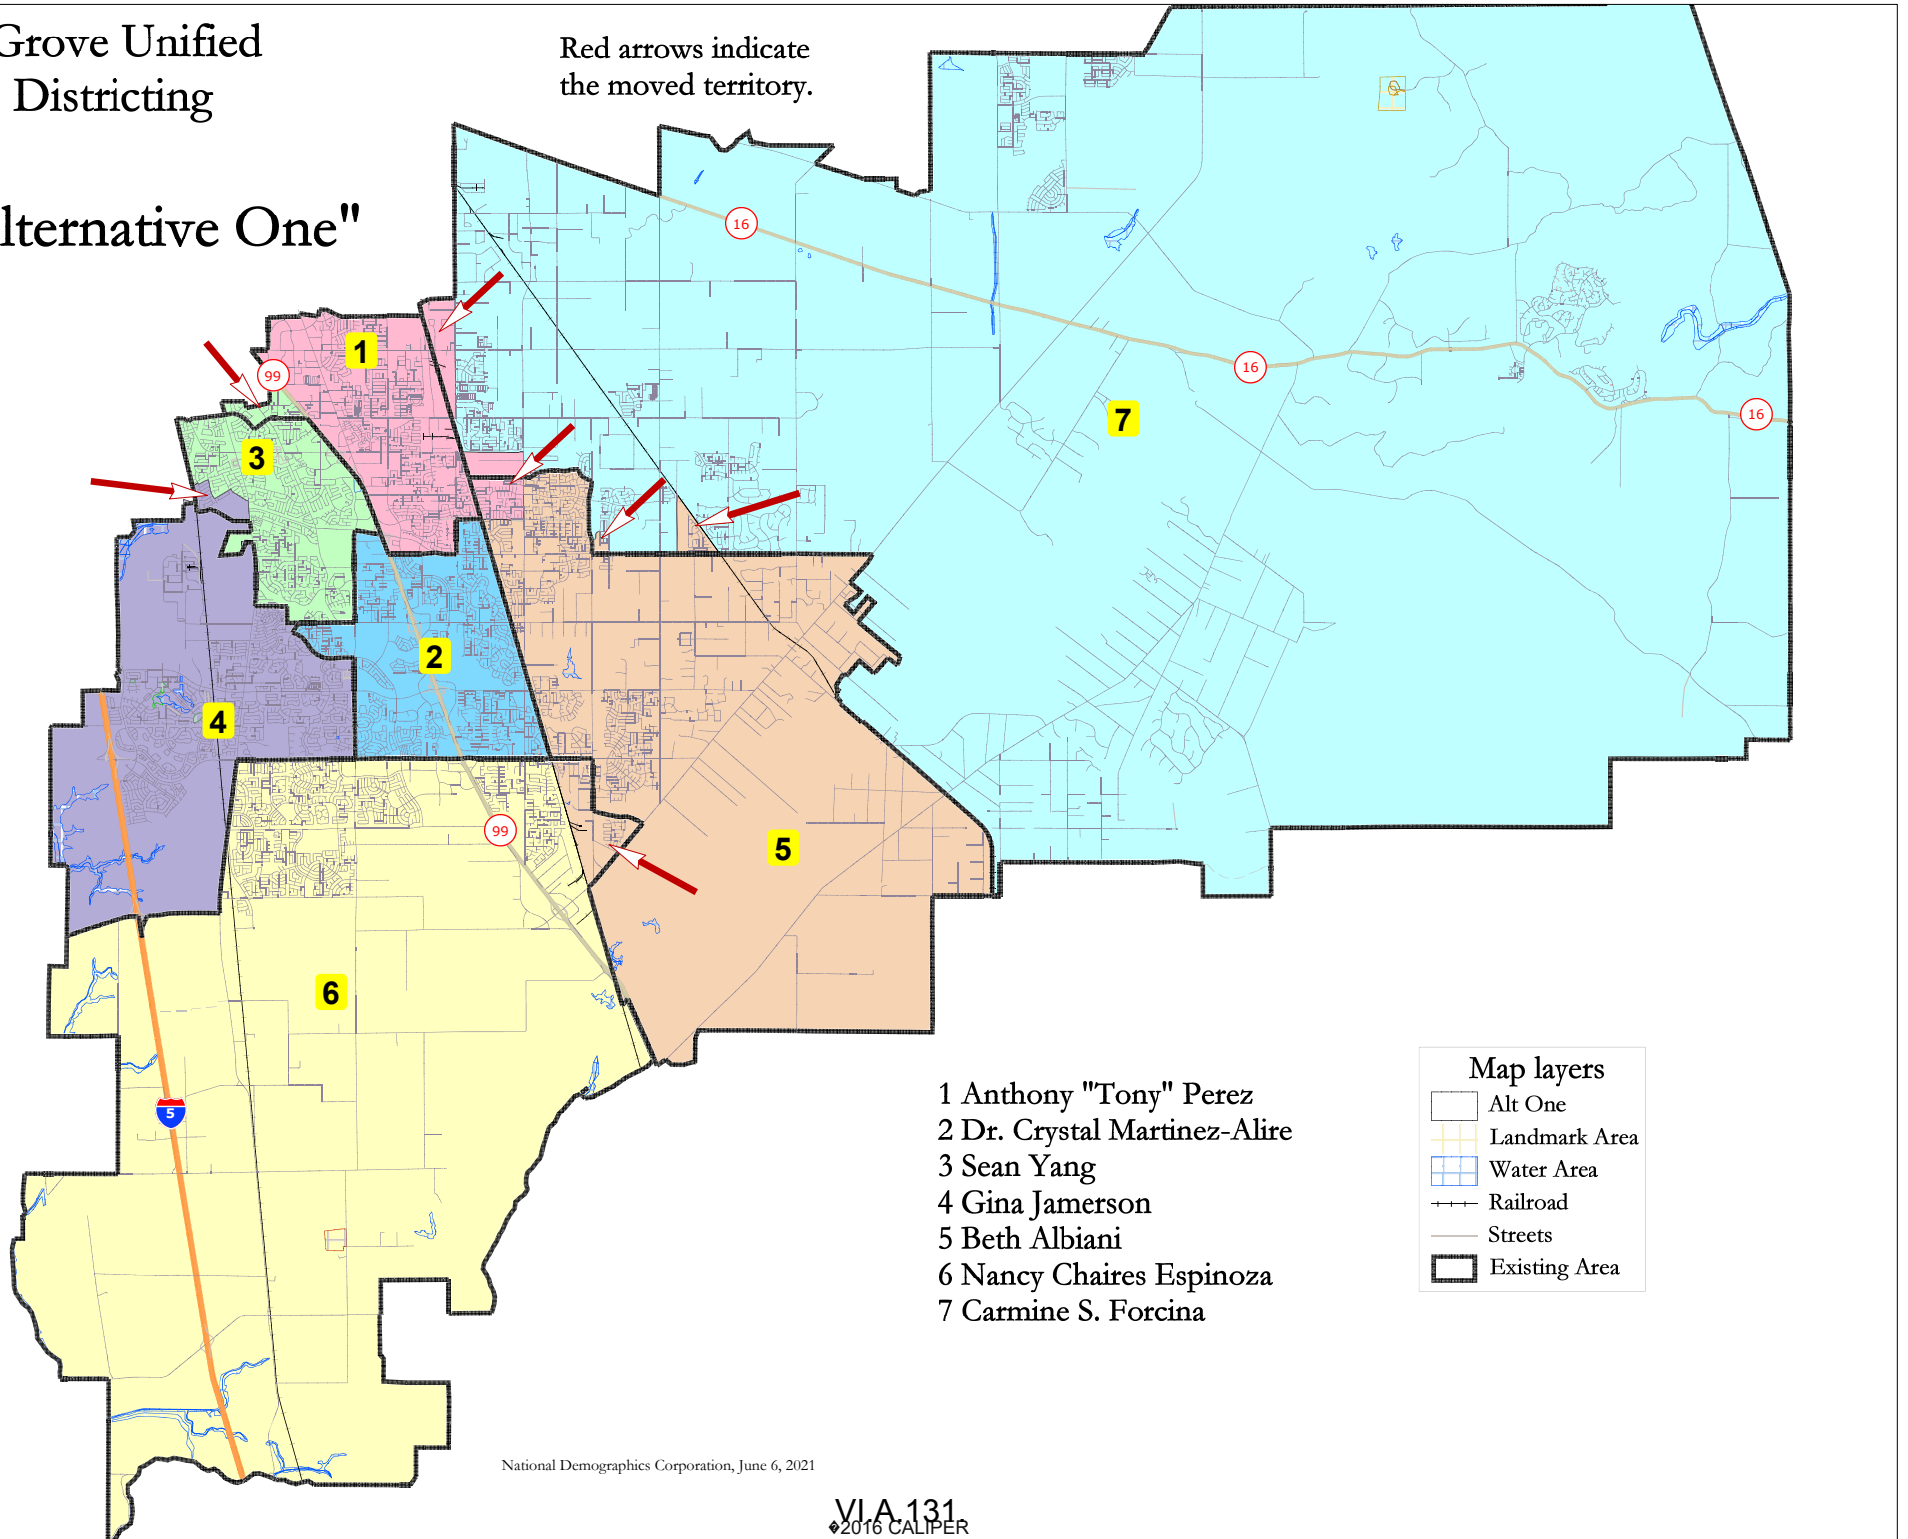 Grove Unified
Districting
lternative One"
Red arrows indicate
the moved territory.
16
16
16
99
99
5
1
2
3
4
5
6
7
1 Anthony "Tony" Perez
2 Dr. Crystal Martinez-Alire
3 Sean Yang
4 Gina Jamerson
5 Beth Albiani
6 Nancy Chaires Espinoza
7 Carmine S. Forcina
Map layers
Alt One
Landmark Area
Water Area
Railroad
Streets
Existing Area
National Demographics Corporation, June 6, 2021
VI.A.131.
�2016 CALIPER